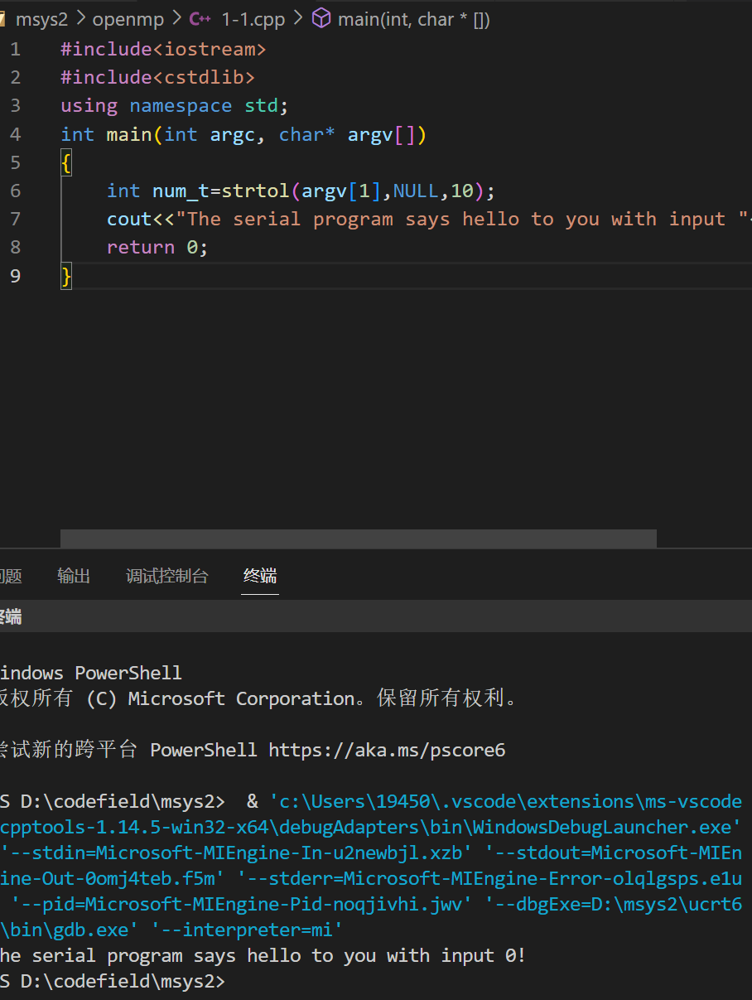 msys2 > openmp > C++ 1-1.cpp > main(int, char * [])
1 #include<iostream>
2 #include<cstdlib>
3 using namespace std;
4 int main(int argc, char* argv[])
5 {
6 int num_t=strtol(argv[1],NULL,10);
7 cout<<"The serial program says hello to you with input "
8 return 0;
9 }
问题 输出 调试控制台 终端
终端
indows PowerShell
版权所有 (C) Microsoft Corporation。保留所有权利。
尝试新的跨平台 PowerShell https://aka.ms/pscore6
S D:\codefield\msys2>  & 'c:\Users\19450\.vscode\extensions\ms-vscode
cpptools-1.14.5-win32-x64\debugAdapters\bin\WindowsDebugLauncher.exe'
'--stdin=Microsoft-MIEngine-In-u2newbjl.xzb' '--stdout=Microsoft-MIEn
ine-Out-0omj4teb.f5m' '--stderr=Microsoft-MIEngine-Error-olqlgsps.e1u
'--pid=Microsoft-MIEngine-Pid-noqjivhi.jwv' '--dbgExe=D:\msys2\ucrt6
\bin\gdb.exe' '--interpreter=mi'
he serial program says hello to you with input 0!
S D:\codefield\msys2>